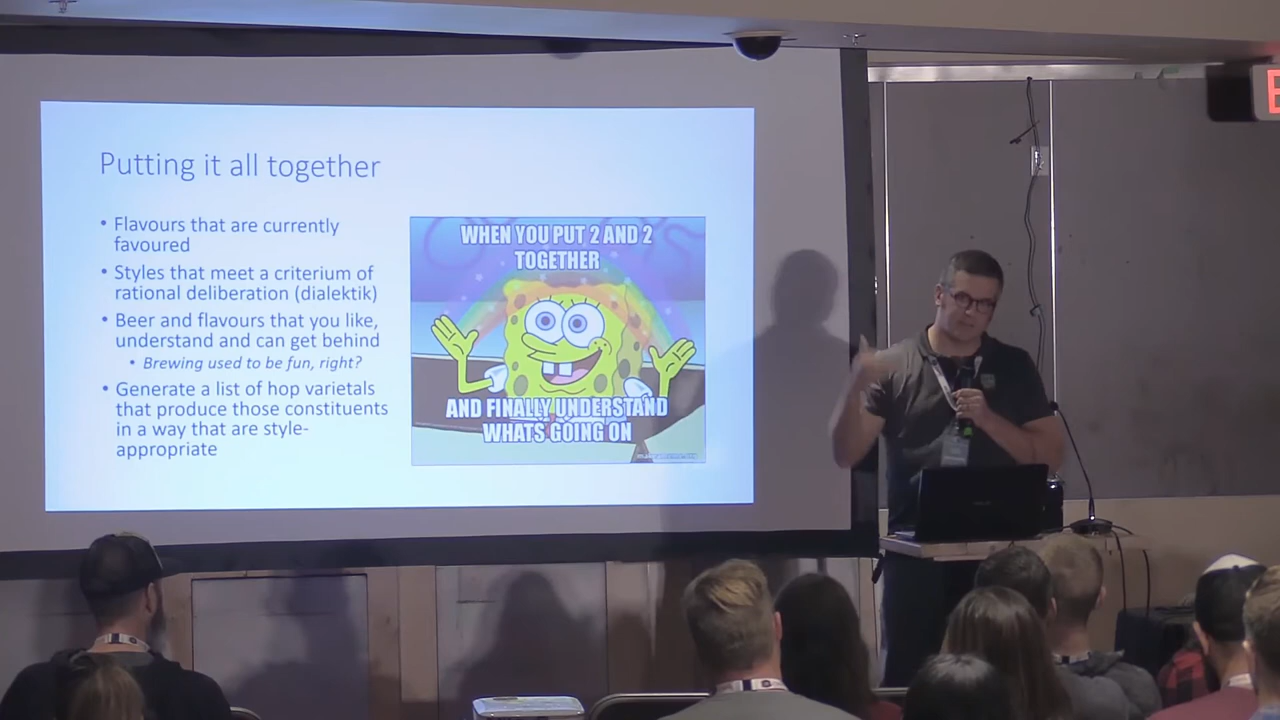 Putting it all together
• Flavours that are currently
favoured
• Styles that meet a criterium of
rational deliberation (dialektik)
• Beer and flavours that you like,
understand and can get behind
• Brewing used to be fun, right?
• Generate a list of hop varietals
that produce those constituents
in a way that are style-
appropriate
WHEN YOU PUT 2 AND 2
TOGETHER
AND FINALLY UNDERSTAND
WHATS GOING ON
E